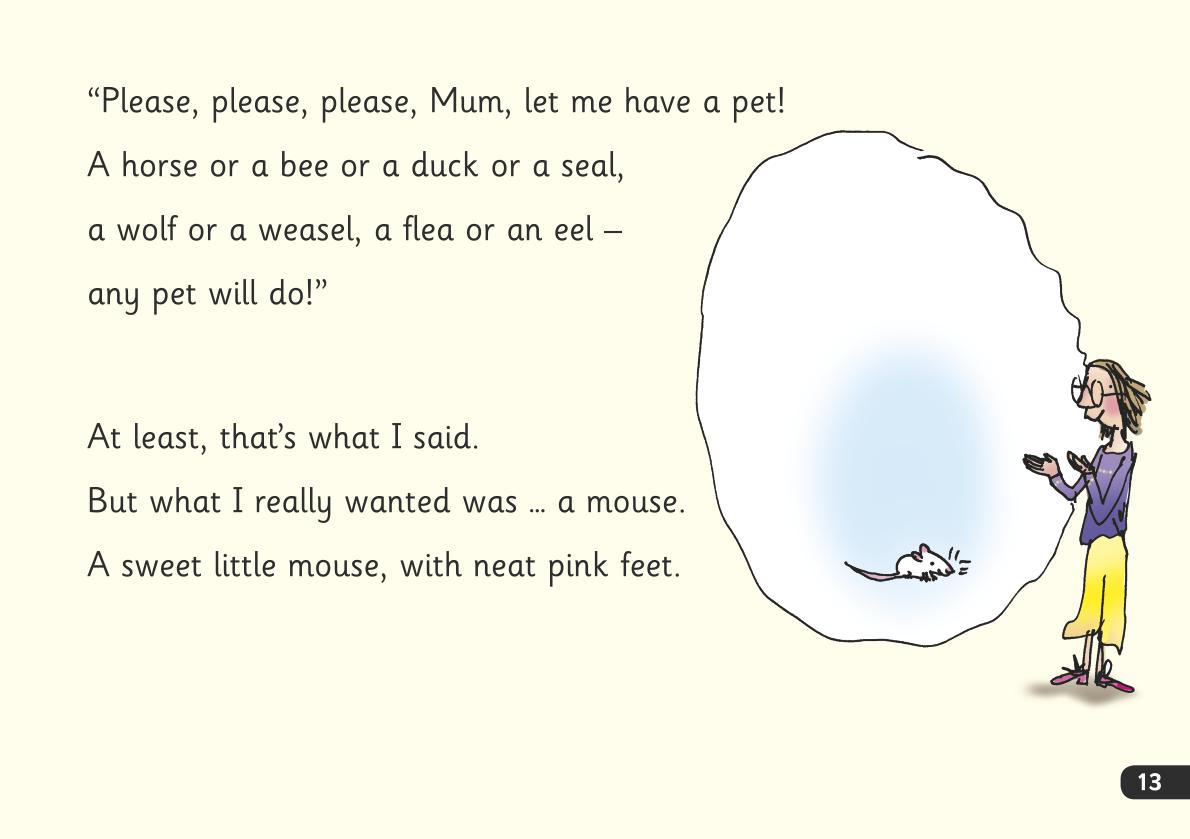 “Please, please, please, Mum, let me have a pet!
A horse or a bee or a duck or a seal,
a wolf or a weasel, a flea or an eel –
any pet will do!”
At least, that’s what I said.
But what I really wanted was ... a mouse.
A sweet little mouse, with neat pink feet.
13